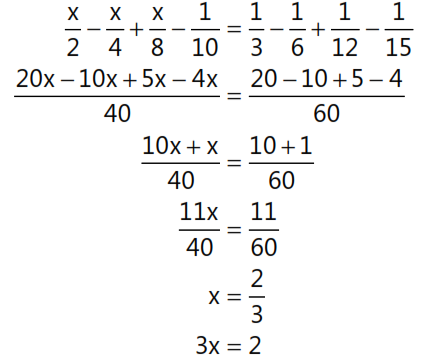 x/2 − x/4 + x/8 − 1/10 = 1/3 − 1/6 + 1/12 − 1/15
(20x − 10x + 5x − 4x)/40 = (20 − 10 + 5 − 4)/60
(10x + x)/40 = (10 + 1)/60
11x/40 = 11/60
x = 2/3
3x = 2